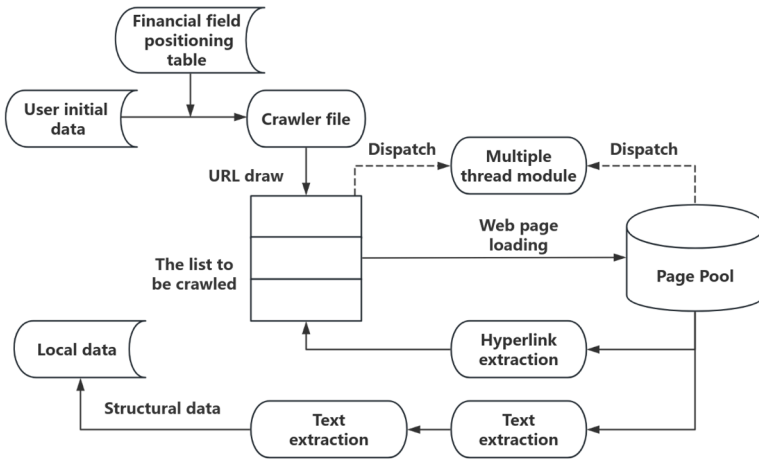 Financial field
positioning
table
User initial
data
Crawler file
Dispatch
Dispatch
Multiple
thread module
URL draw
Web page
loading
The list to
be crawled
Page Pool
Hyperlink
extraction
Local data
Structural data
Text
extraction
Text
extraction